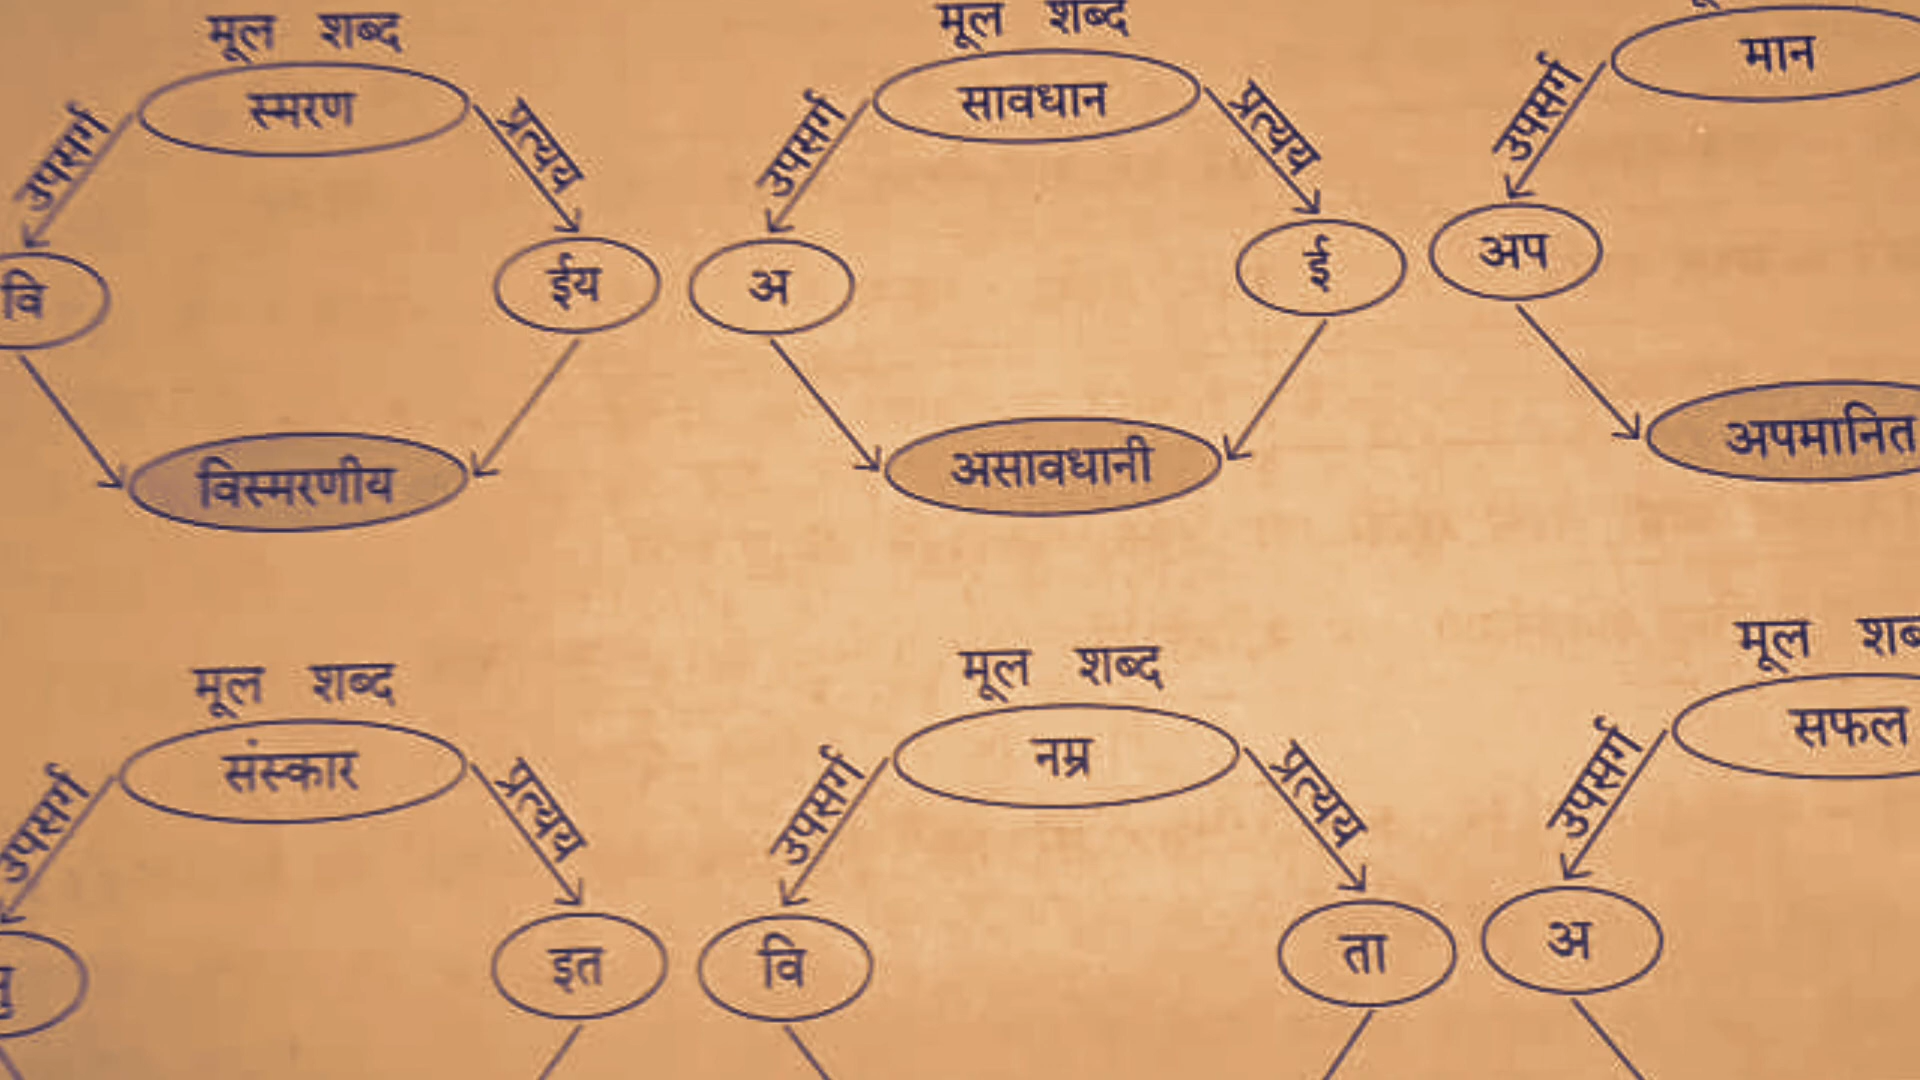 मूल शब्द
स्मरण
उपसर्ग
प्रत्यय
वि
ईय
विस्मरणीय
मूल शब्द
सावधान
उपसर्ग
प्रत्यय
अ
ई
असावधानी
मान
उपसर्ग
अप
अपमानित
मूल शब्द
संस्कार
उपसर्ग
प्रत्यय
इत
मूल शब्द
नम्र
उपसर्ग
प्रत्यय
वि
ता
मूल
सफल
उपसर्ग
अ